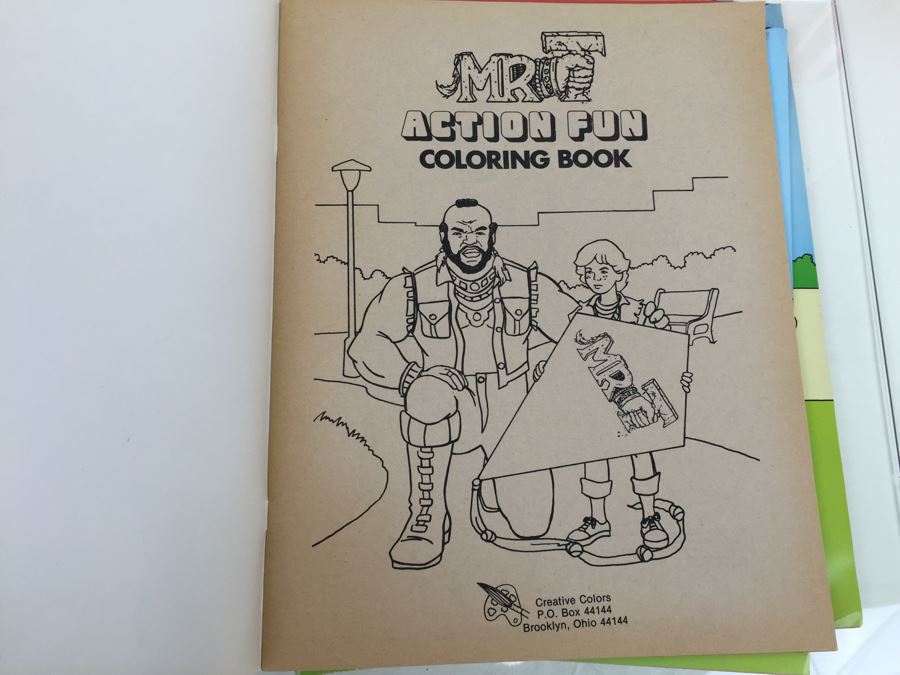 MR T
ACTION FUN
COLORING BOOK
MR T
Creative Colors
P.O. Box 44144
Brooklyn, Ohio 44144